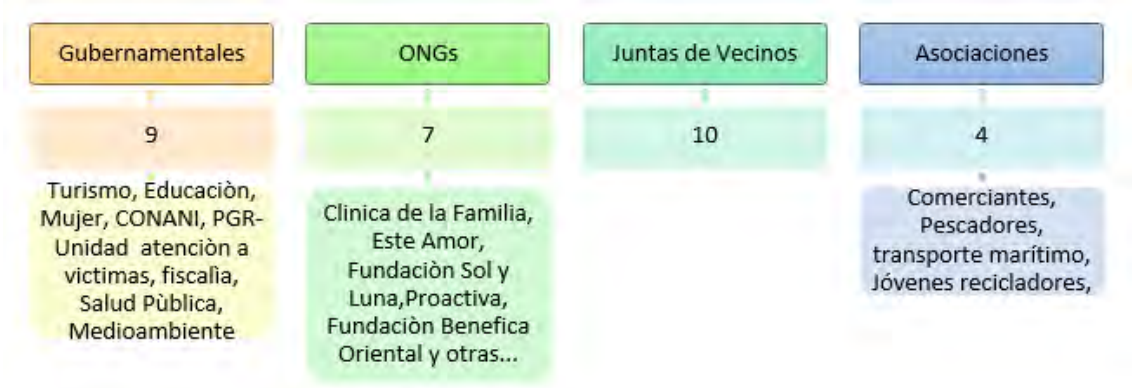 Gubernamentales
ONGs
Juntas de Vecinos
Asociaciones
9
7
10
4
Turismo, Educaciòn,
Mujer, CONANI, PGR-
Unidad atenciòn a
victimas, fiscalìa,
Salud Pùblica,
Medioambiente
Clinica de la Familia,
Este Amor,
Fundaciòn Sol y
Luna,Proactiva,
Fundaciòn Benefica
Oriental y otras...
Comerciantes,
Pescadores,
transporte marítimo,
Jóvenes recicladores,